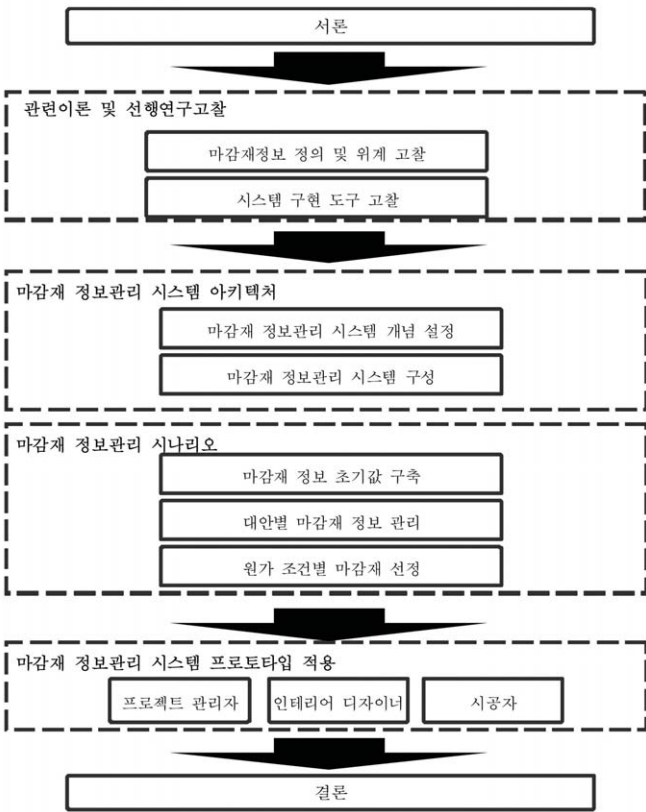 서론
관련이론 및 선행연구고찰
마감재정보 정의 및 위계 고찰
시스템 구현 도구 고찰
마감재 정보관리 시스템 아키텍처
마감재 정보관리 시스템 개념 설정
마감재 정보관리 시스템 구성
마감재 정보관리 시나리오
마감재 정보 초기값 구축
대안별 마감재 정보 관리
원가 조건별 마감재 선정
마감재 정보관리 시스템 프로토타입 적용
프로젝트 관리자 인테리어 디자이너 시공자
결론